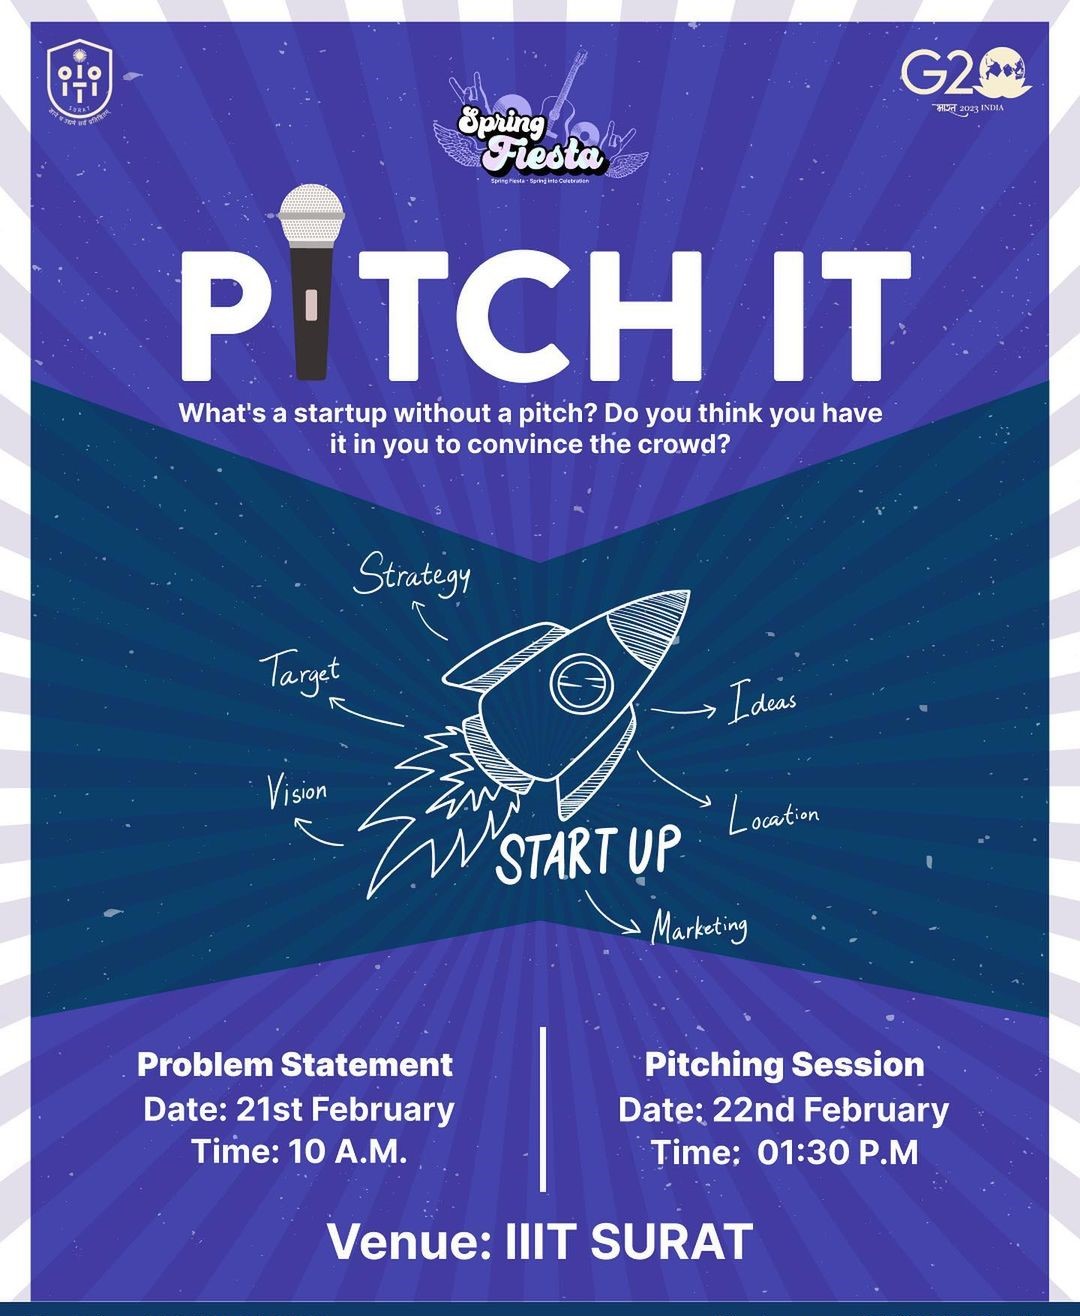 SURAT
G20
भारत 2023 INDIA
Spring
Fiesta
Spring Fiesta - Spring into Celebration
PITCH IT
What's a startup without a pitch? Do you think you have
it in you to convince the crowd?
Strategy
Target
Vision
Ideas
Location
START UP
Marketing
Problem Statement
Date: 21st February
Time: 10 A.M.
Pitching Session
Date: 22nd February
Time: 01:30 P.M
Venue: IIIT SURAT